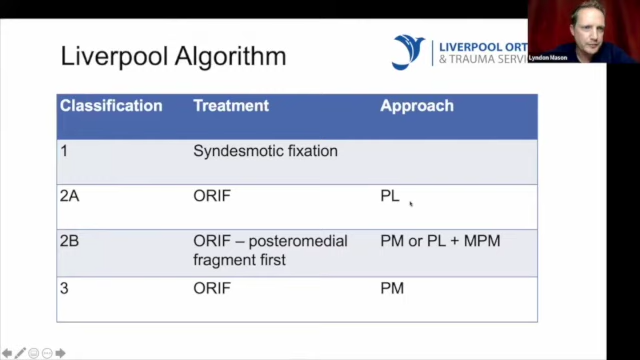 Liverpool Algorithm
LIVERPOOL ORT
& TRAUMA SERVIC
Lyndon Mason
Classification Treatment Approach
1 Syndesmotic fixation
2A ORIF PL
2B ORIF – posteromedial PM or PL + MPM
fragment first
3 ORIF PM